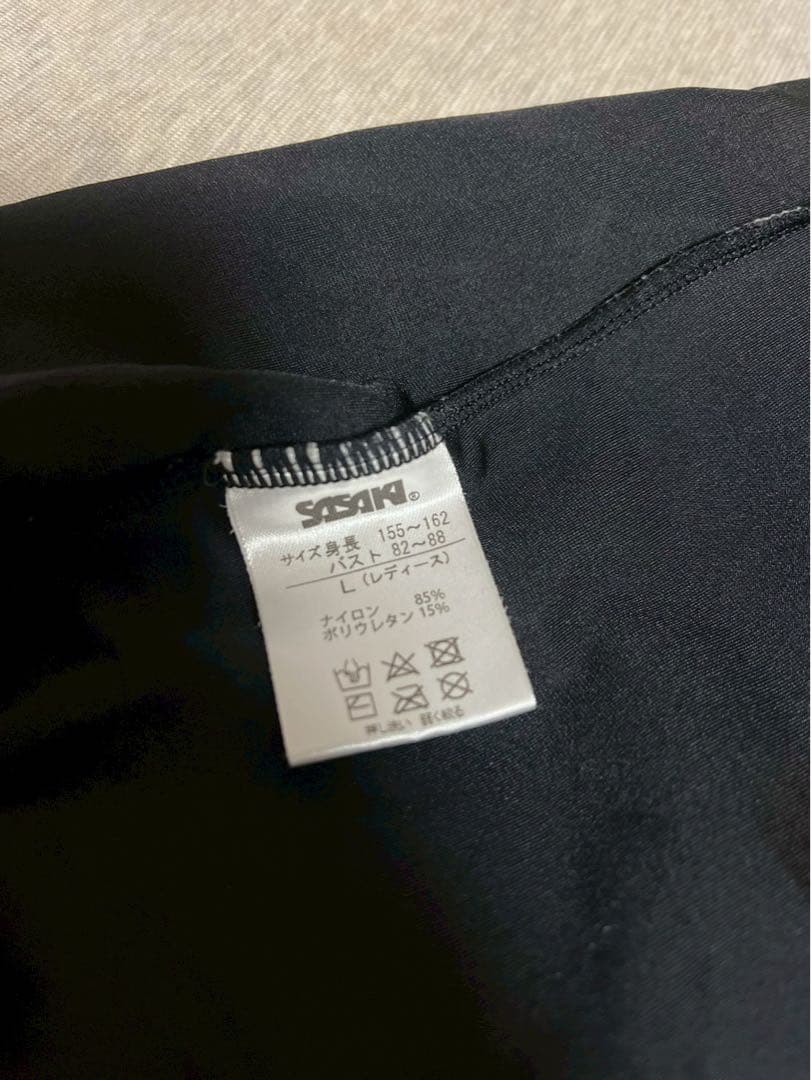 SASAKI®
サイズ 身長 155～162
バスト 82～88
L (レディース)
ナイロン 85%
ポリウレタン 15%
押し洗い 弱く絞る